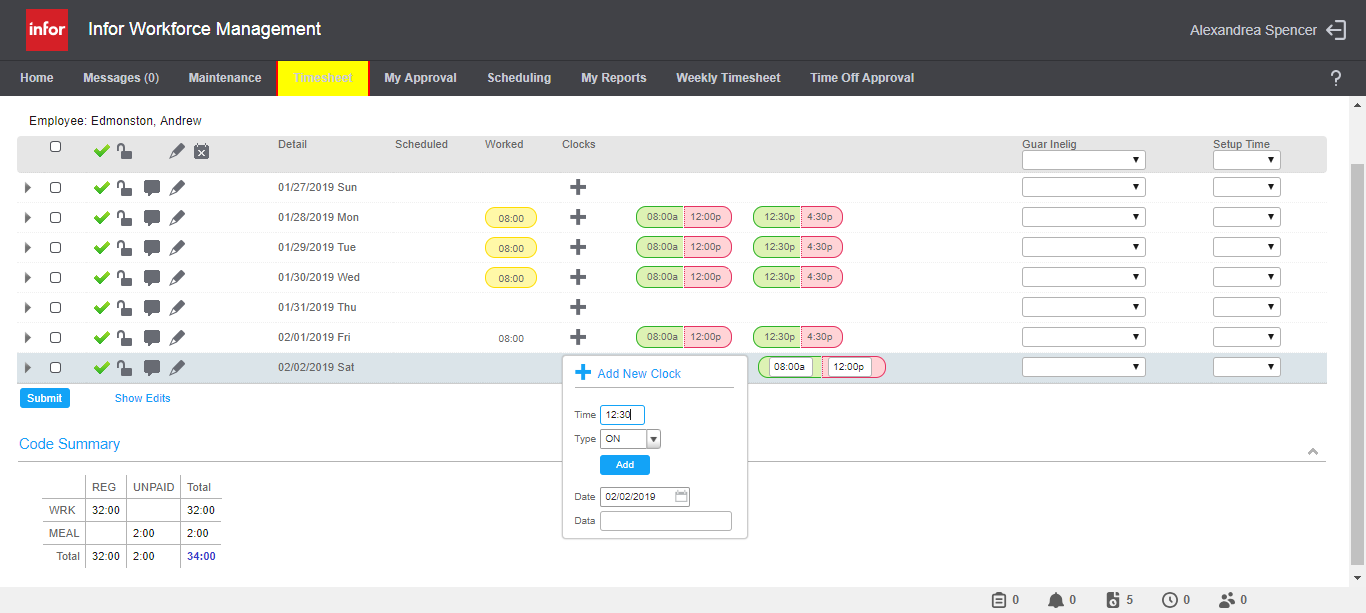 infor Infor Workforce Management Alexandrea Spencer
Home Messages (0) Maintenance Timesheet My Approval Scheduling My Reports Weekly Timesheet Time Off Approval ?
Employee: Edmonston, Andrew
Detail Scheduled Worked Clocks Guar Inelig Setup Time
01/27/2019 Sun
01/28/2019 Mon 08:00 08:00a 12:00p 12:30p 4:30p
01/29/2019 Tue 08:00 08:00a 12:00p 12:30p 4:30p
01/30/2019 Wed 08:00 08:00a 12:00p 12:30p 4:30p
01/31/2019 Thu
02/01/2019 Fri 08:00 08:00a 12:00p 12:30p 4:30p
02/02/2019 Sat 08:00a 12:00p
Submit Show Edits
Add New Clock
Time 12:30
Type ON
Add
Date 02/02/2019
Data
Code Summary
REG UNPAID Total
WRK 32:00 32:00
MEAL 2:00 2:00
Total 32:00 2:00 34:00
0 0 5 0 0